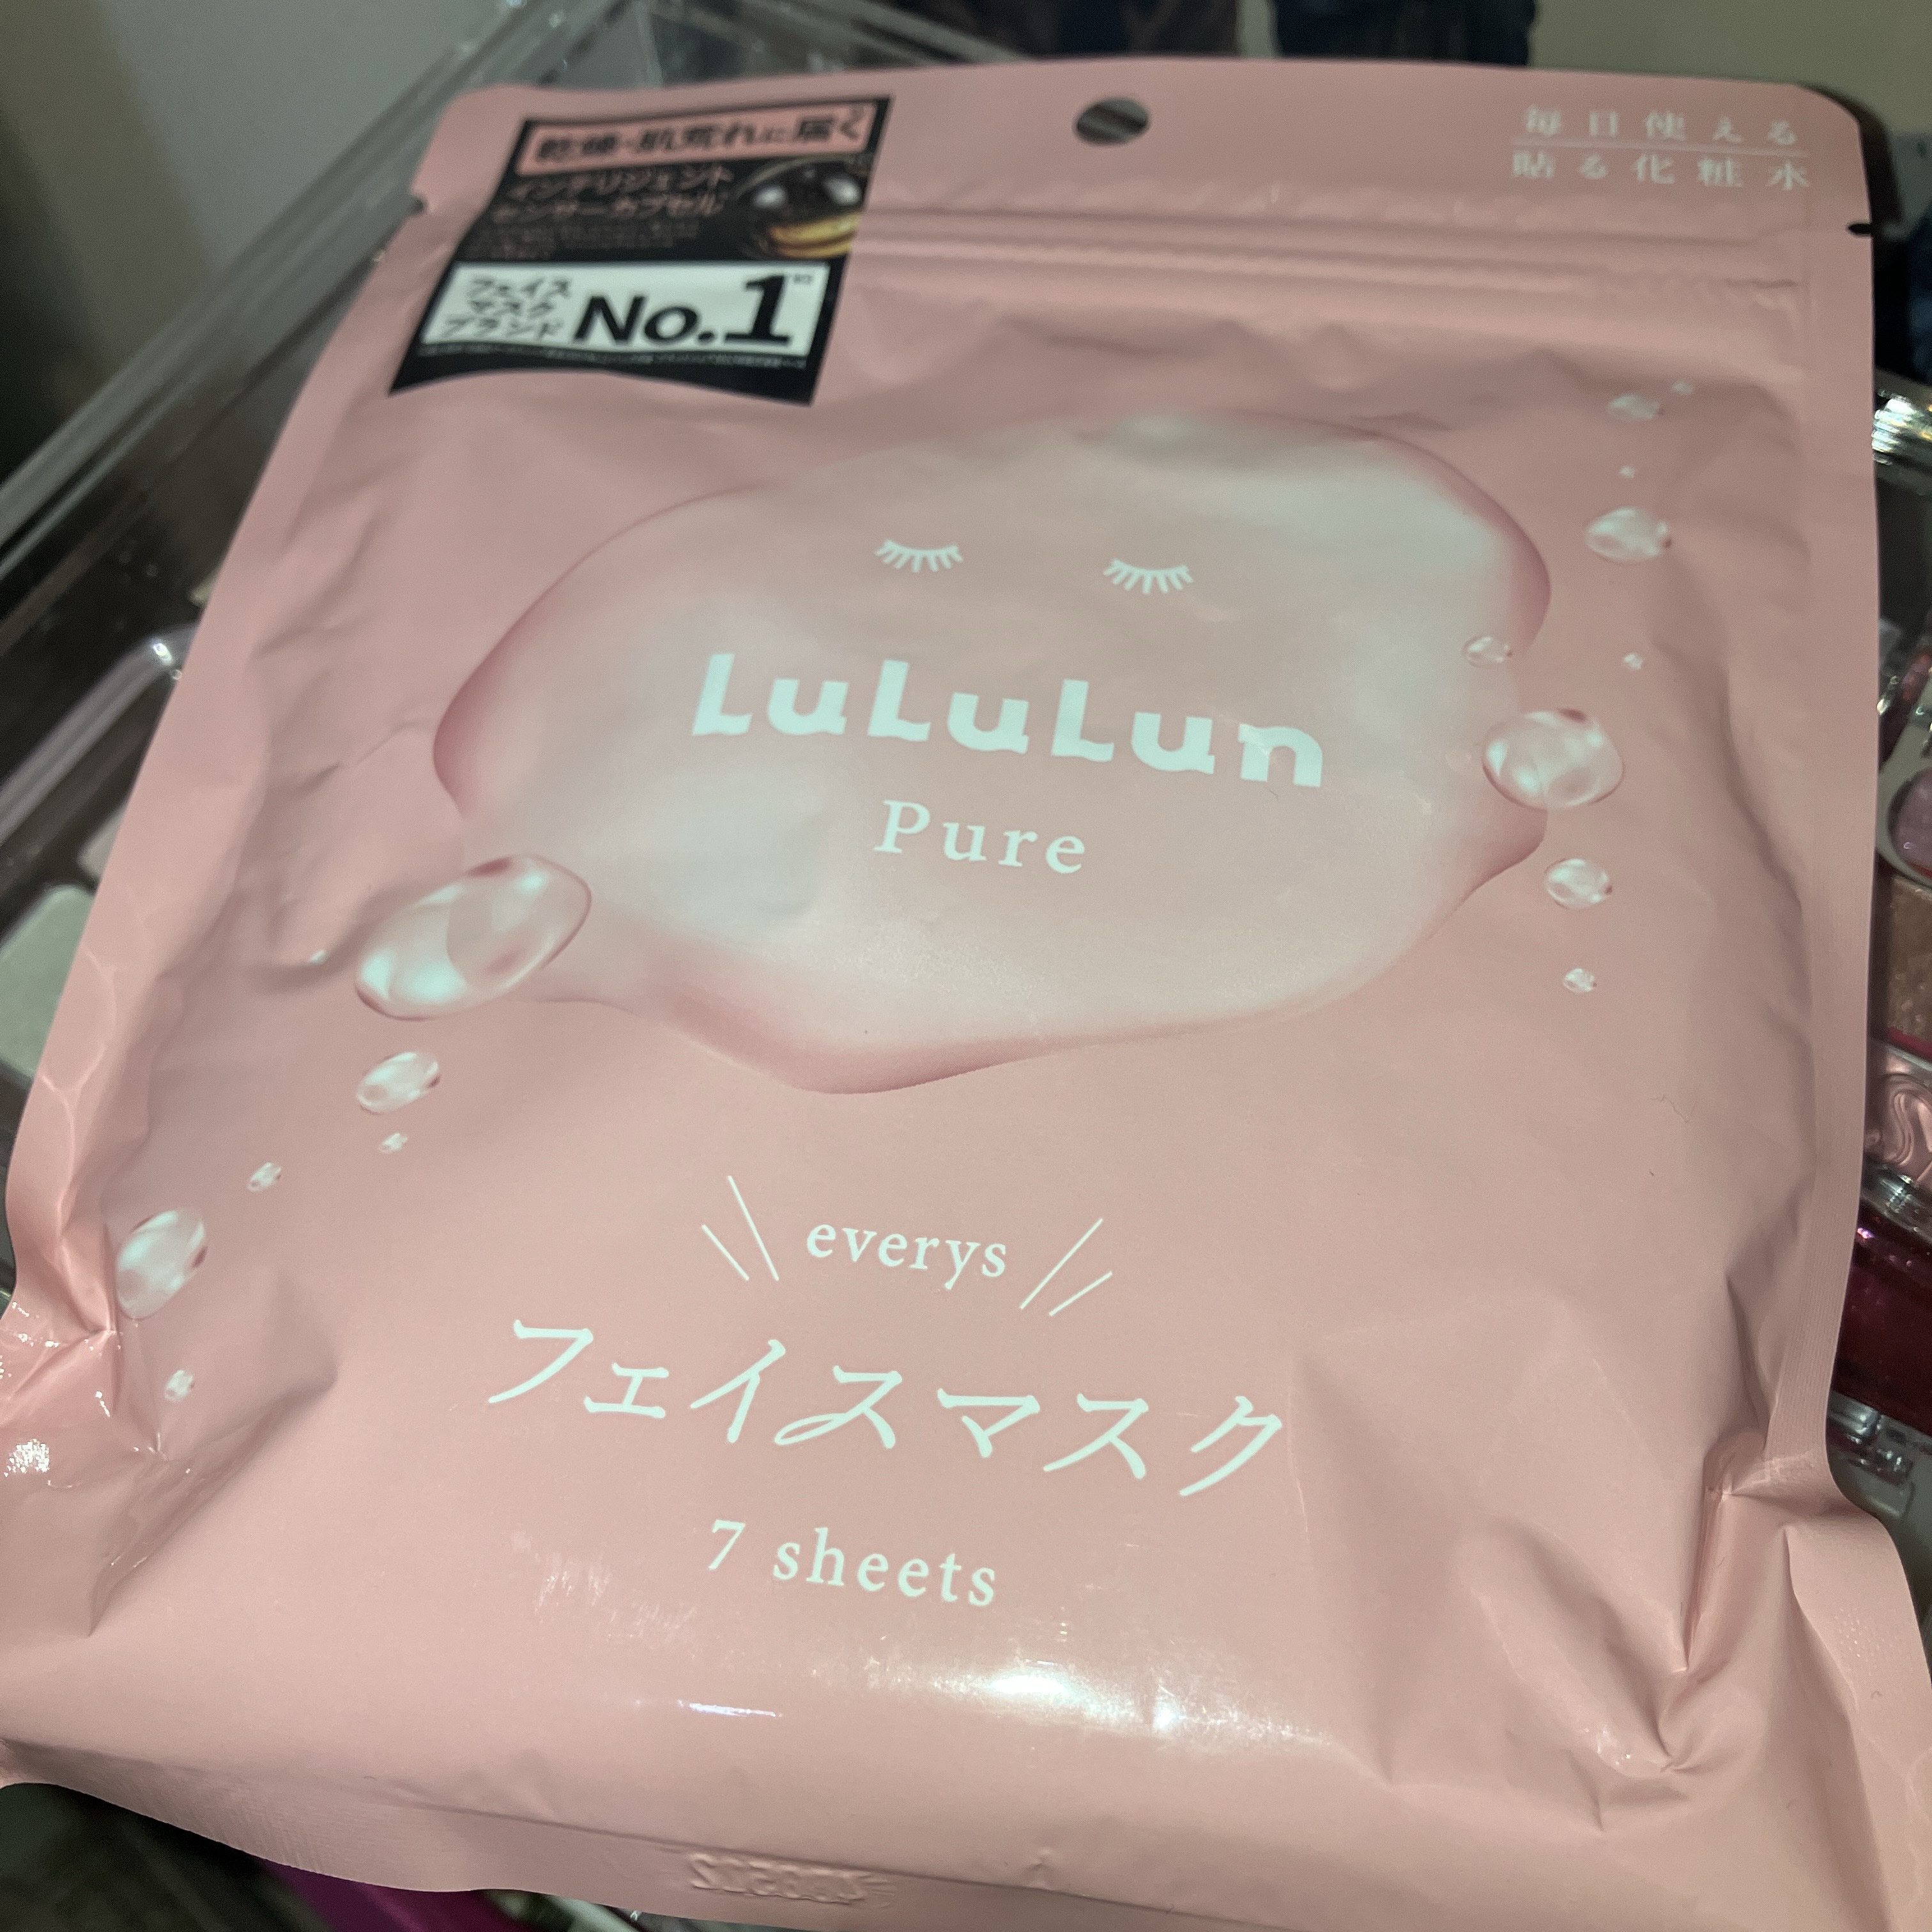 乾燥・肌荒れに届く
インテリジェント
センサーカプセル
フェイス
マスク
ブランド
No.1
毎日使える
貼る化粧水
LuLuLun
Pure
everys
フェイスマスク
7 sheets